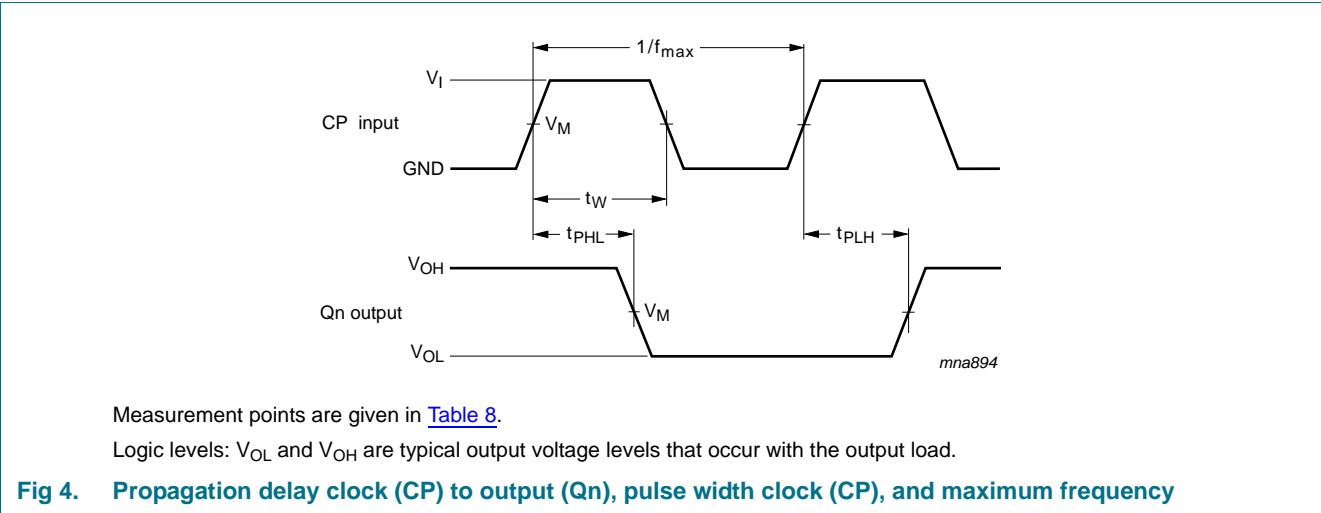 1/fmax
VI
CP input
VM
GND
tW
tPHL
tPLH
VOH
Qn output
VM
VOL
mna894
Measurement points are given in Table 8.
Logic levels: VOL and VOH are typical output voltage levels that occur with the output load.
Fig 4. Propagation delay clock (CP) to output (Qn), pulse width clock (CP), and maximum frequency